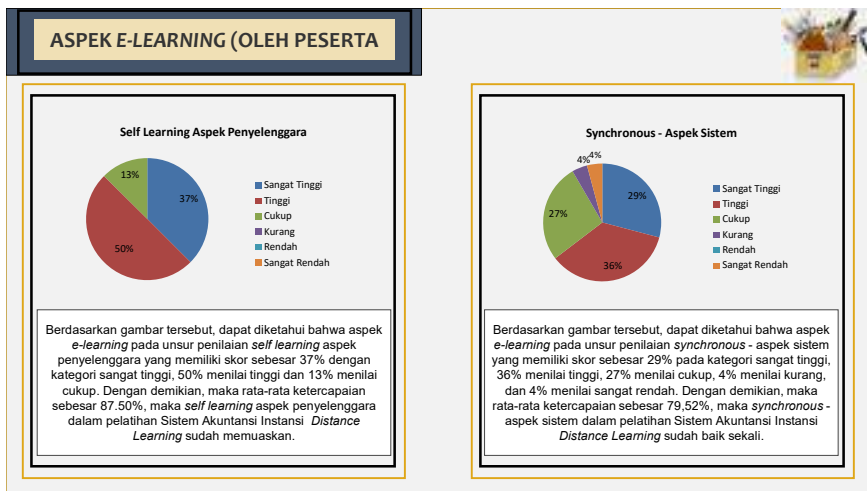 ASPEK E-LEARNING (OLEH PESERTA
Self Learning Aspek Penyelenggara
13%
37%
50%
Sangat Tinggi
Tinggi
Cukup
Kurang
Rendah
Sangat Rendah
Berdasarkan gambar tersebut, dapat diketahui bahwa aspek
e-learning pada unsur penilaian self learning aspek
penyelenggara yang memiliki skor sebesar 37% dengan
kategori sangat tinggi, 50% menilai tinggi dan 13% menilai
cukup. Dengan demikian, maka rata-rata ketercapaian
sebesar 87.50%, maka self learning aspek penyelenggara
dalam pelatihan Sistem Akuntansi Instansi Distance
Learning sudah memuaskan.
Synchronous - Aspek Sistem
4%
4%
29%
27%
36%
Sangat Tinggi
Tinggi
Cukup
Kurang
Rendah
Sangat Rendah
Berdasarkan gambar tersebut, dapat diketahui bahwa aspek
e-learning pada unsur penilaian synchronous - aspek sistem
yang memiliki skor sebesar 29% pada kategori sangat tinggi,
36% menilai tinggi, 27% menilai cukup, 4% menilai kurang,
dan 4% menilai sangat rendah. Dengan demikian, maka
rata-rata ketercapaian sebesar 79,52%, maka synchronous -
aspek sistem dalam pelatihan Sistem Akuntansi Instansi
Distance Learning sudah baik sekali.